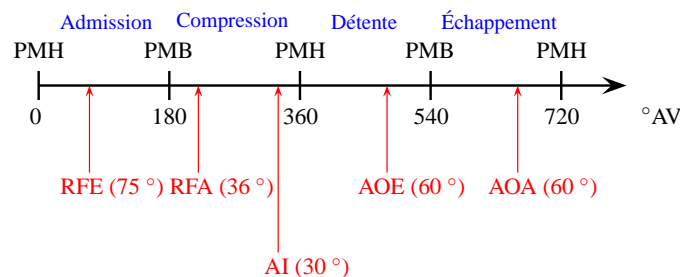 Admission Compression Détente Échappement
PMH PMB PMH PMB PMH
0 180 360 540 720 °AV
RFE (75 °) RFA (36 °) AOE (60 °) AOA (60 °)
AI (30 °)